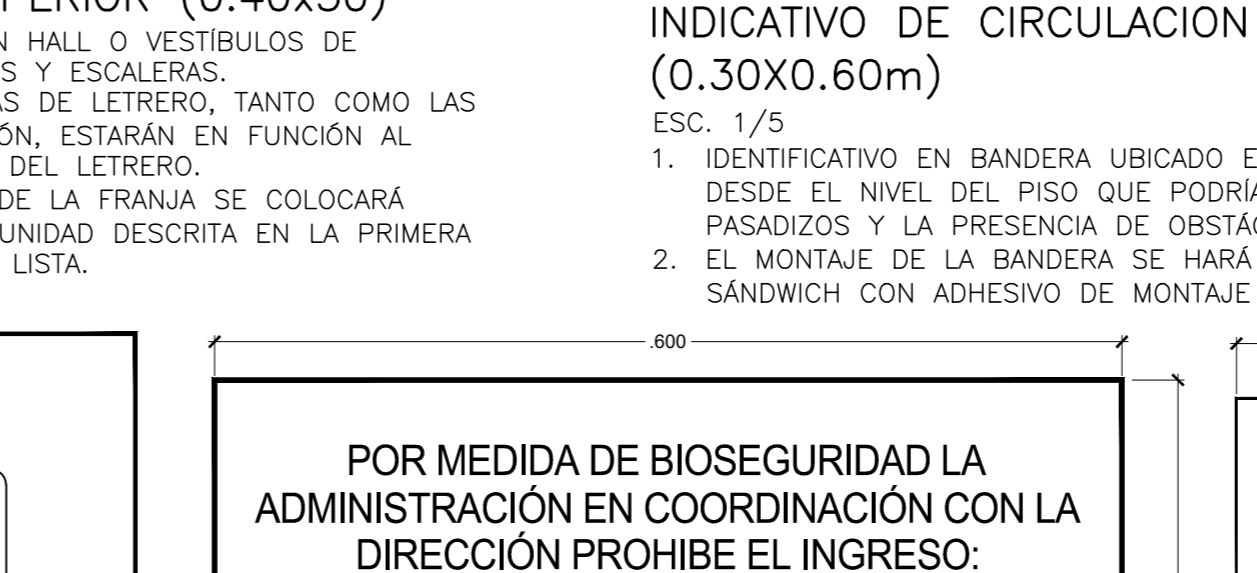 (0.40x50)
HALL O VESTÍBULOS DE
Y ESCALERAS.
DE LETRERO, TANTO COMO LAS
ESTARÁN EN FUNCIÓN AL
DEL LETRERO.
DE LA FRANJA SE COLOCARÁ
UNIDAD DESCRITA EN LA PRIMERA
LISTA.
INDICATIVO DE CIRCULACION
(0.30X0.60m)
ESC. 1/5
1. IDENTIFICATIVO EN BANDERA UBICADO
DESDE EL NIVEL DEL PISO QUE PODRÍA
PASADIZOS Y LA PRESENCIA DE
2. EL MONTAJE DE LA BANDERA SE HARÁ
SÁNDWICH CON ADHESIVO DE MONTAJE
.600
POR MEDIDA DE BIOSEGURIDAD LA
ADMINISTRACIÓN EN COORDINACIÓN CON LA
DIRECCIÓN PROHIBE EL INGRESO: